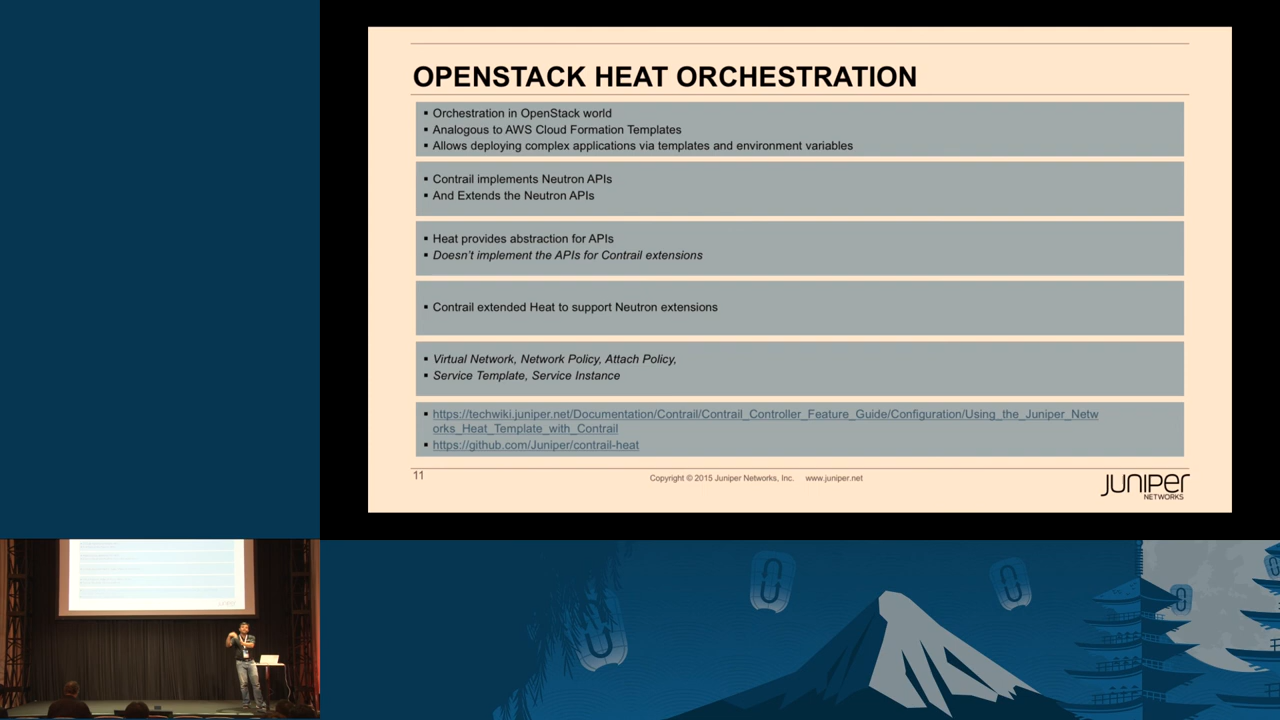 OPENSTACK HEAT ORCHESTRATION
▪ Orchestration in OpenStack world
▪ Analogous to AWS Cloud Formation Templates
▪ Allows deploying complex applications via templates and environment variables
▪ Contrail implements Neutron APIs
▪ And Extends the Neutron APIs
▪ Heat provides abstraction for APIs
▪ Doesn't implement the APIs for Contrail extensions
▪ Contrail extended Heat to support Neutron extensions
▪ Virtual Network, Network Policy, Attach Policy,
▪ Service Template, Service Instance
▪ https://techwiki.juniper.net/Documentation/Contrail/Contrail_Controller_Feature_Guide/Configuration/Using_the_Juniper_Netw
orks_Heat_Template_with_Contrail
▪ https://github.com/Juniper/contrail-heat
11
Copyright © 2015 Juniper Networks, Inc. www.juniper.net
JUNIPER
NETWORKS